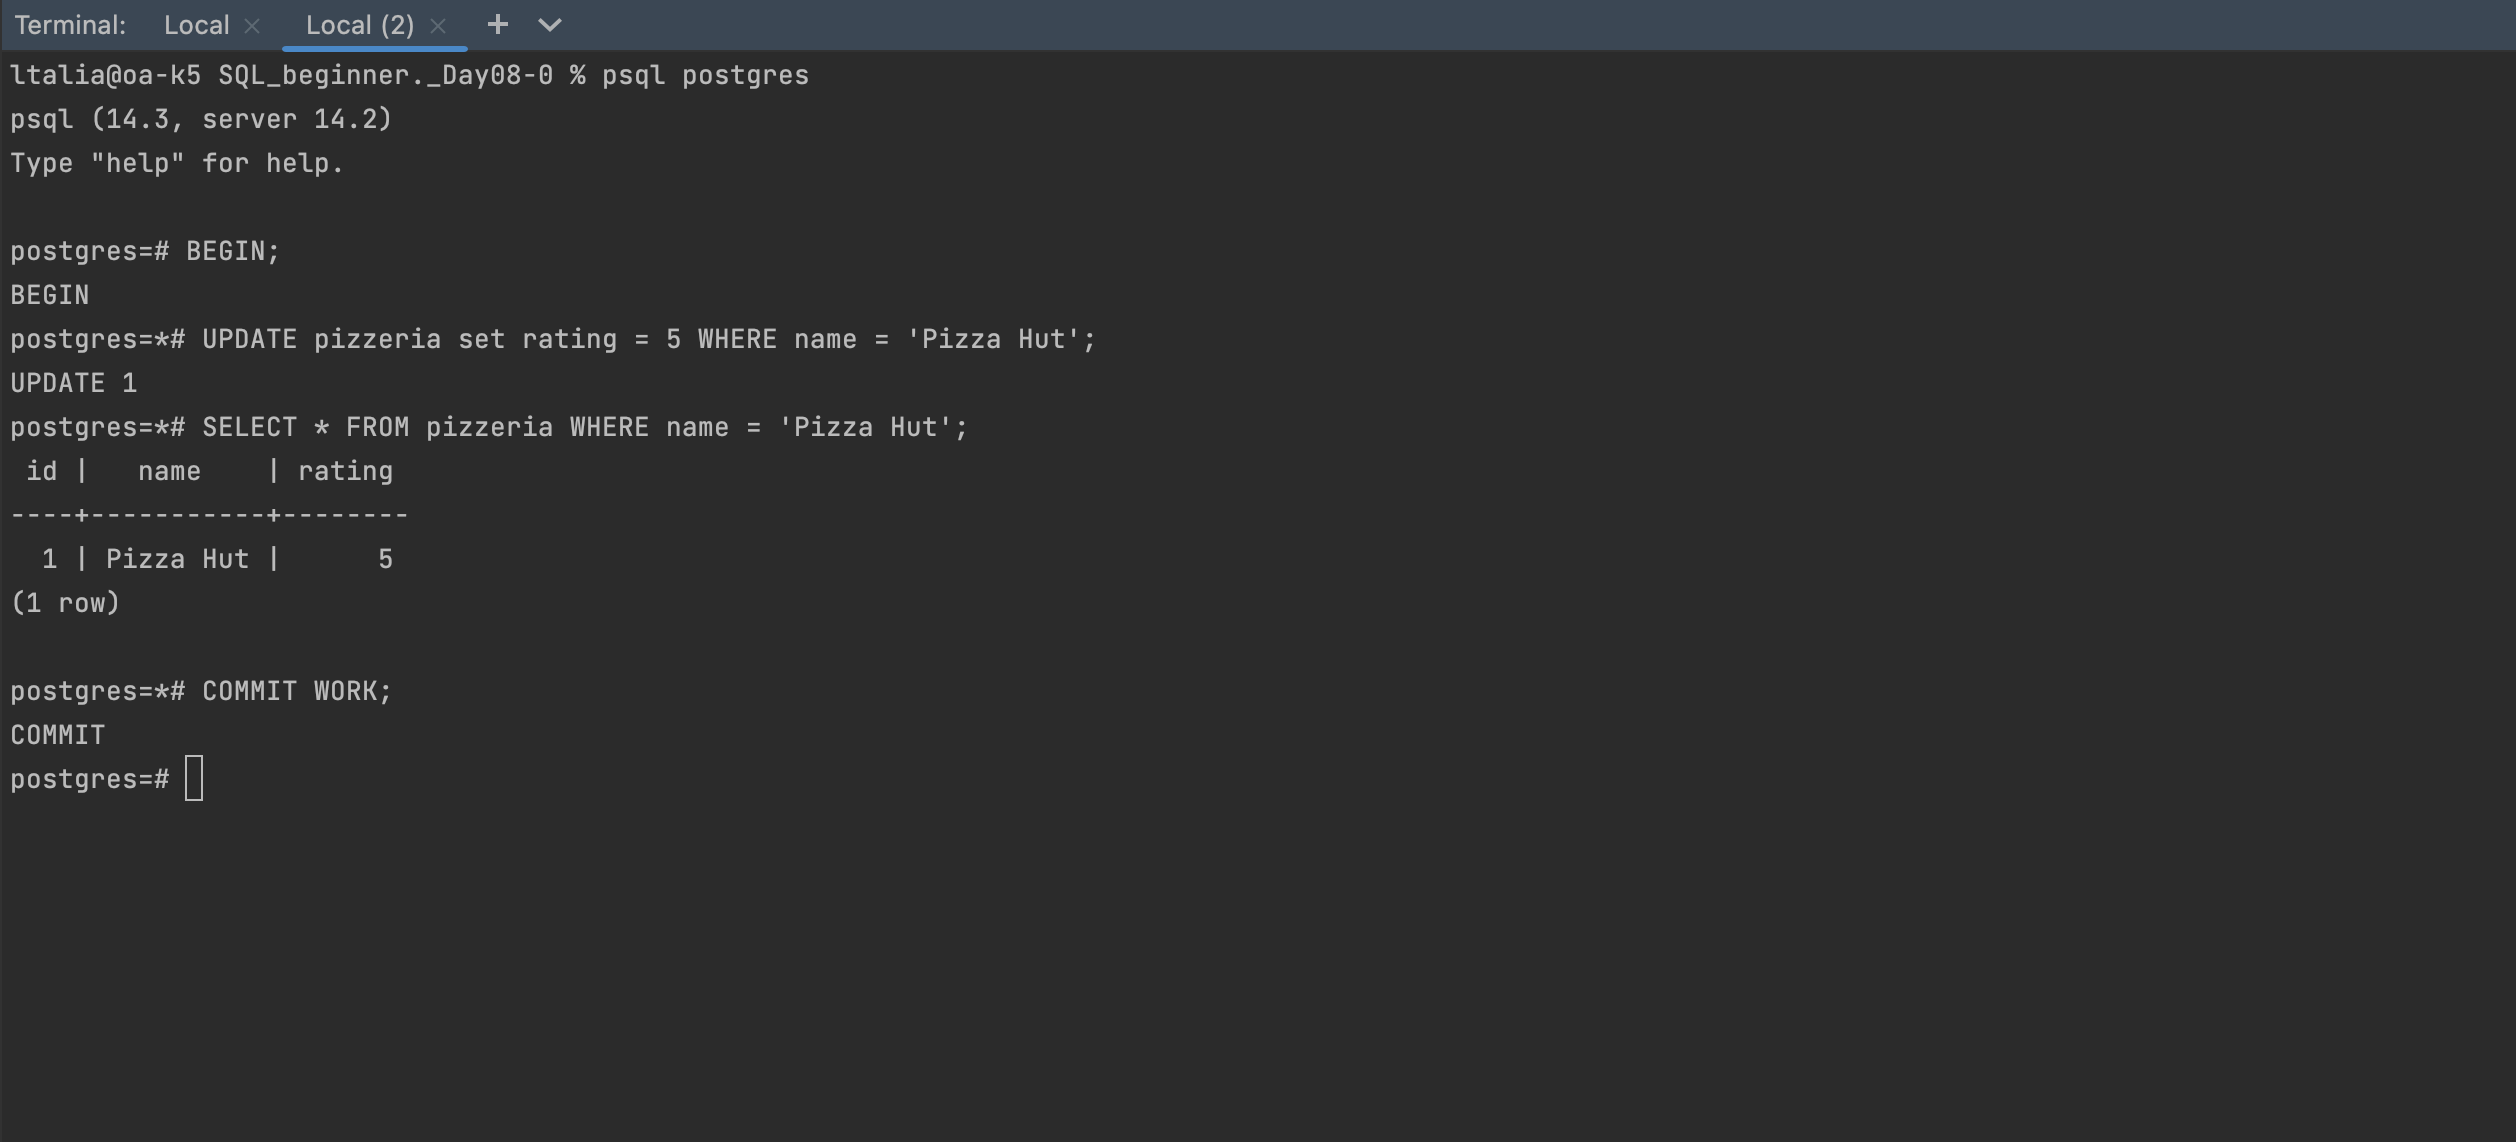 Terminal: Local Local (2)
ltalia@oa-k5 SQL_beginner._Day08-0 % psql postgres
psql (14.3, server 14.2)
Type "help" for help.
postgres=# BEGIN;
BEGIN
postgres=*# UPDATE pizzeria set rating = 5 WHERE name = 'Pizza Hut';
UPDATE 1
postgres=*# SELECT * FROM pizzeria WHERE name = 'Pizza Hut';
 id |   name    | rating
----+-----------+--------
  1 | Pizza Hut |      5
(1 row)
postgres=*# COMMIT WORK;
COMMIT
postgres=#